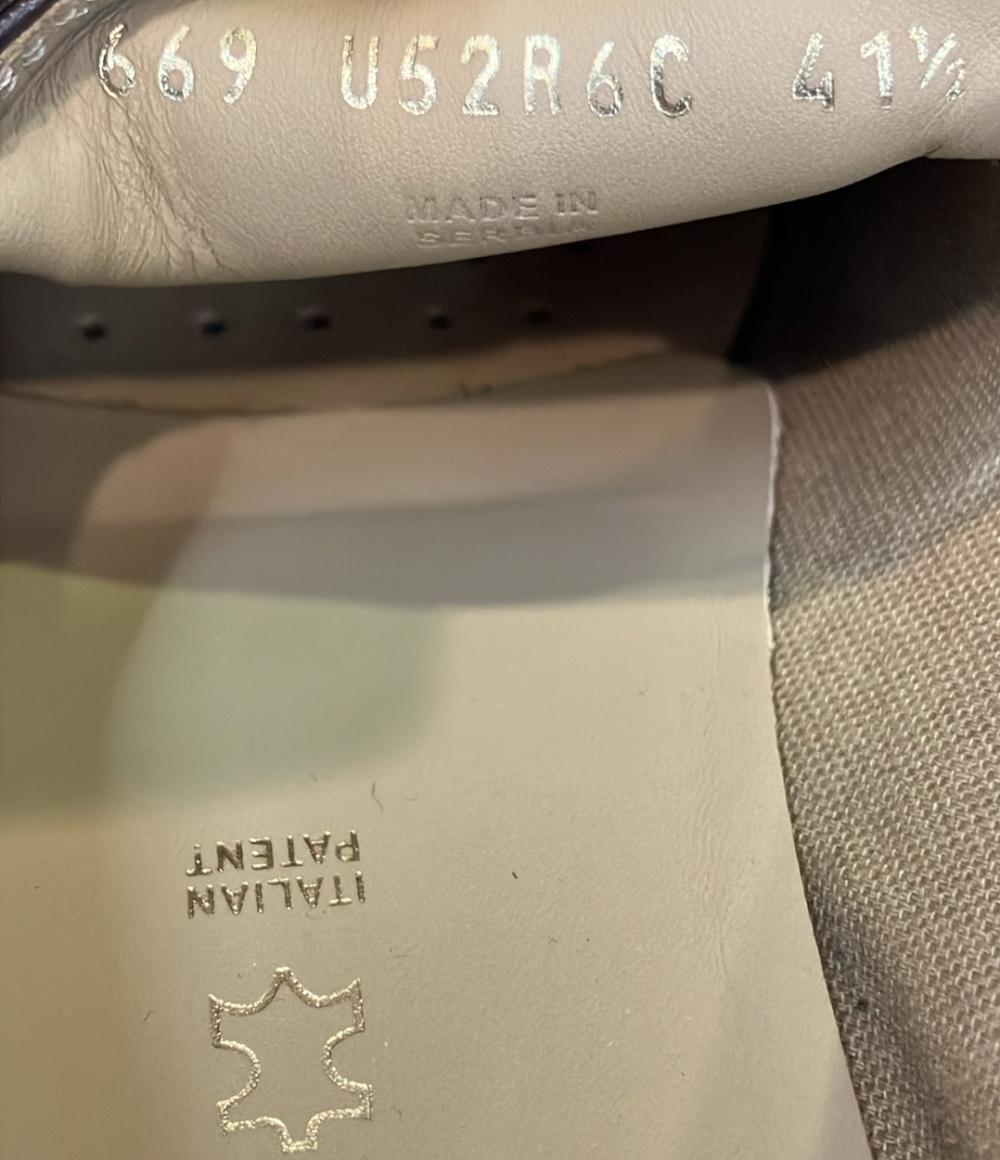 669 U52R6C 41½
MADE IN
SERBIA
ITALIAN
PATENT